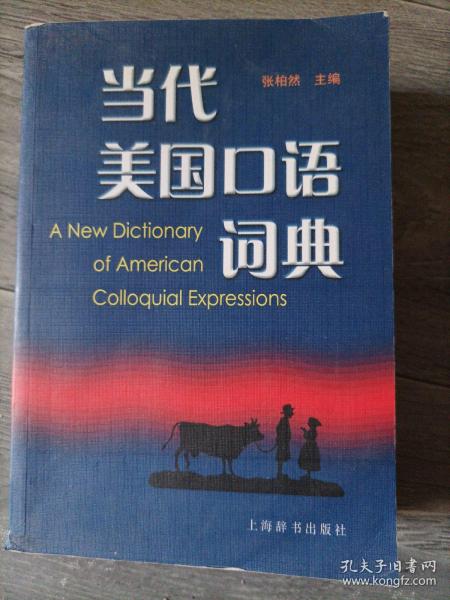 张柏然 主编
当代
美国口语
词典
A New Dictionary
of American
Colloquial Expressions
上海辞书出版社
孔夫子旧书网
www.kongfz.com